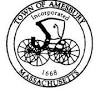 TOWN OF AMESBURY
Incorporated
1668
MASSACHUSETTS